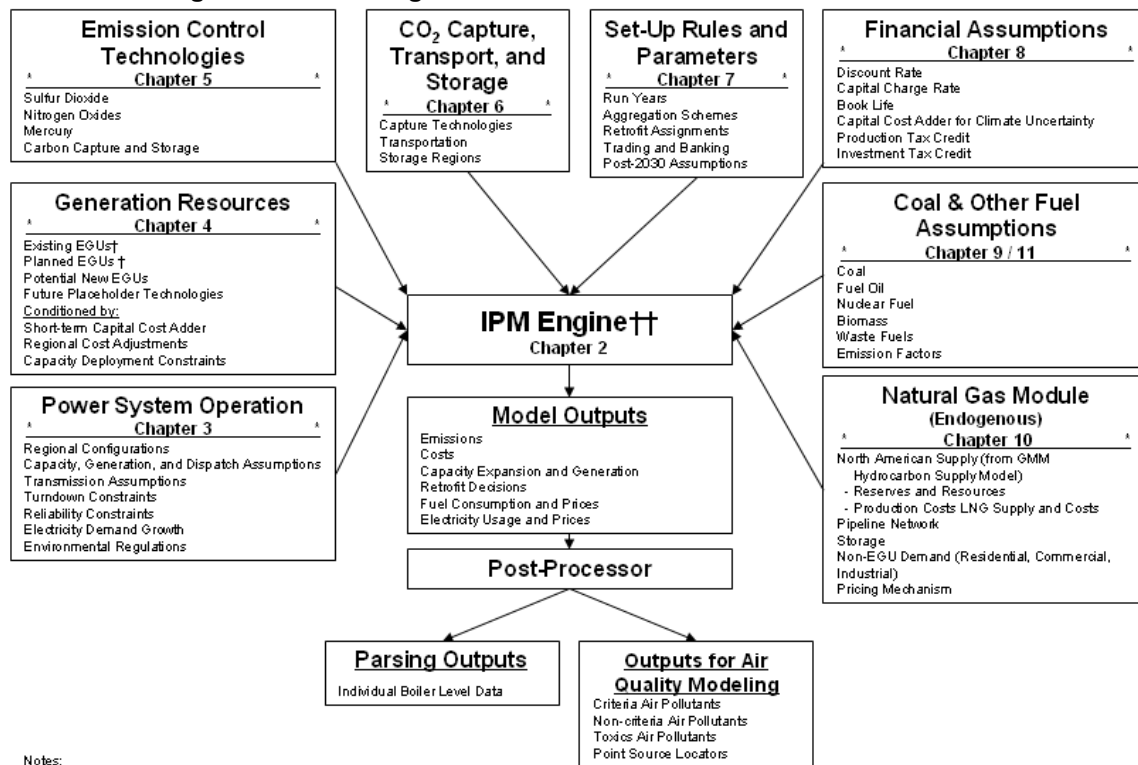 Emission Control
Technologies
* Chapter 5 *
Sulfur Dioxide
Nitrogen Oxides
Mercury
Carbon Capture and Storage
CO₂ Capture,
Transport, and
Storage
* Chapter 6 *
Capture Technologies
Transportation
Storage Regions
Set-Up Rules and
Parameters
* Chapter 7 *
Run Years
Aggregation Schemes
Retrofit Assignments
Trading and Banking
Post-2030 Assumptions
Financial Assumptions
* Chapter 8 *
Discount Rate
Capital Charge Rate
Book Life
Capital Cost Adder for Climate Uncertainty
Production Tax Credit
Investment Tax Credit
Generation Resources
* Chapter 4 *
Existing EGUs†
Planned EGUs †
Potential New EGUs
Future Placeholder Technologies
Conditioned by:
Short-term Capital Cost Adder
Regional Cost Adjustments
Capacity Deployment Constraints
Coal & Other Fuel
Assumptions
* Chapter 9 / 11 *
Coal
Fuel Oil
Nuclear Fuel
Biomass
Waste Fuels
Emission Factors
IPM Engine††
Chapter 2
Power System Operation
* Chapter 3 *
Regional Configurations
Capacity, Generation, and Dispatch Assumptions
Transmission Assumptions
Turndown Constraints
Reliability Constraints
Electricity Demand Growth
Environmental Regulations
Model Outputs
Emissions
Costs
Capacity Expansion and Generation
Retrofit Decisions
Fuel Consumption and Prices
Electricity Usage and Prices
Natural Gas Module
(Endogenous)
* Chapter 10 *
North American Supply (from GMM
Hydrocarbon Supply Model)
- Reserves and Resources
- Production Costs LNG Supply and Costs
Pipeline Network
Storage
Non-EGU Demand (Residential, Commercial,
Industrial)
Pricing Mechanism
Post-Processor
Parsing Outputs
Individual Boiler Level Data
Outputs for Air
Quality Modeling
Criteria Air Pollutants
Non-criteria Air Pollutants
Toxics Air Pollutants
Point Source Locators
Notes: